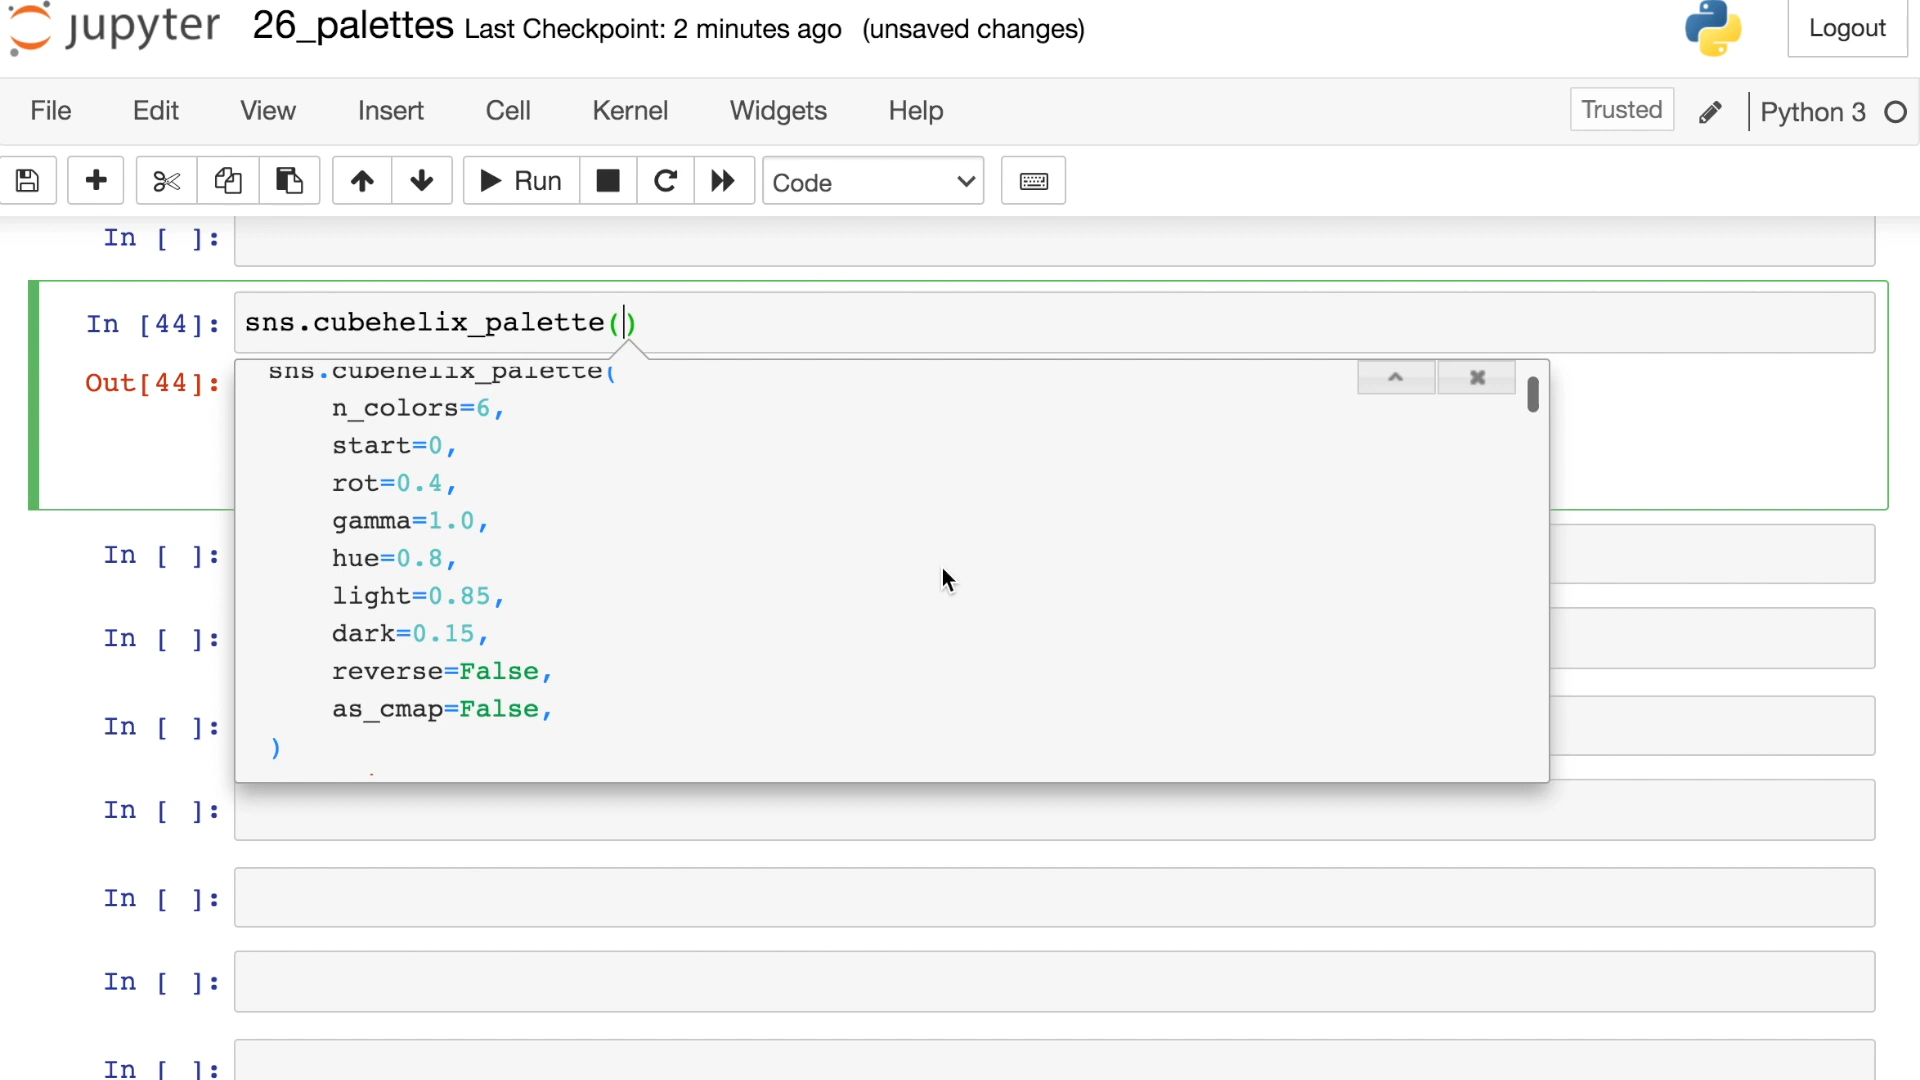 jupyter 26_palettes Last Checkpoint: 2 minutes ago (unsaved changes) Logout
File Edit View Insert Cell Kernel Widgets Help Trusted Python 3
Run Code
In [ ]:
In [44]: sns.cubehelix_palette()
Out[44]:
sns.cubehelix_palette(
n_colors=6,
start=0,
rot=0.4,
gamma=1.0,
hue=0.8,
light=0.85,
dark=0.15,
reverse=False,
as_cmap=False,
)
In [ ]:
In [ ]:
In [ ]:
In [ ]:
In [ ]:
In [ ]:
In [ ]: